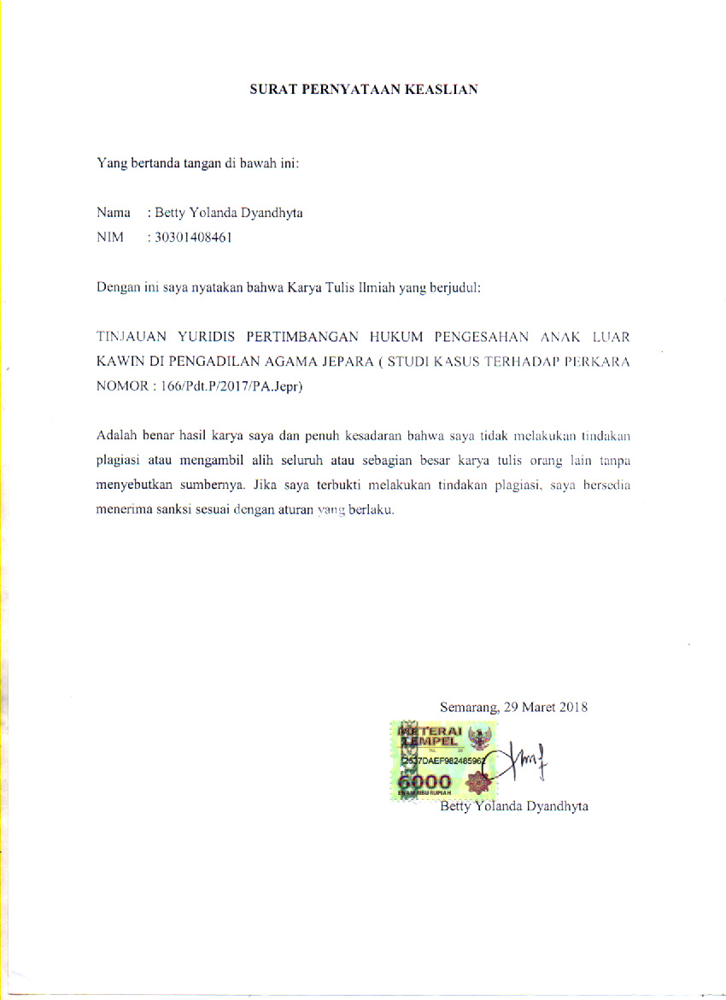 SURAT PERNYATAAN KEASLIAN
Yang bertanda tangan di bawah ini:
Nama : Betty Yolanda Dyandhyta
NIM : 30301408461
Dengan ini saya nyatakan bahwa Karya Tulis Ilmiah yang berjudul:
TINJAUAN YURIDIS PERTIMBANGAN HUKUM PENGESAHAN ANAK LUAR
KAWIN DI PENGADILAN AGAMA JEPARA ( STUDI KASUS TERHADAP PERKARA
NOMOR : 166/Pdt.P/2017/PA.Jepr)
Adalah benar hasil karya saya dan penuh kesadaran bahwa saya tidak melakukan tindakan
plagiasi atau mengambil alih seluruh atau sebagian besar karya tulis orang lain tanpa
menyebutkan sumbernya. Jika saya terbukti melakukan tindakan plagiasi, saya bersedia
menerima sanksi sesuai dengan aturan yang berlaku.
Semarang, 29 Maret 2018
METERAI
TEMPEL
2537DAEF982485962
6000
ENAM RIBU RUPIAH
Betty Yolanda Dyandhyta